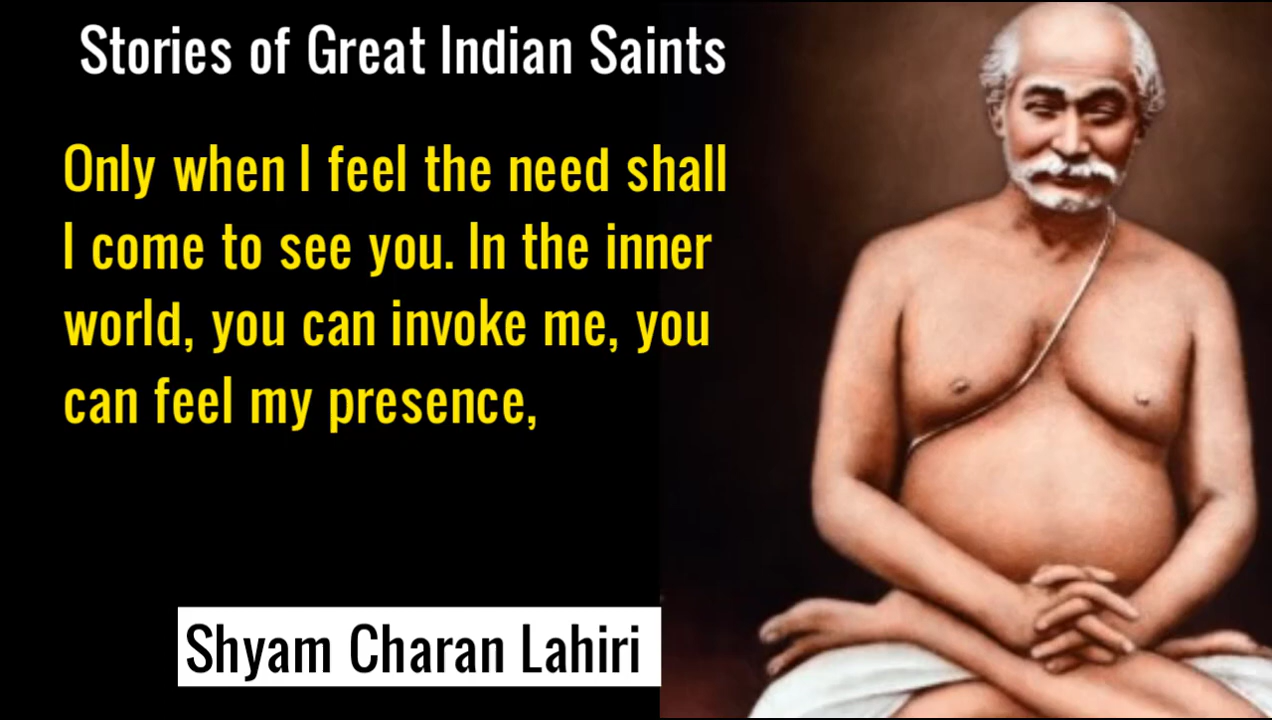 Stories of Great Indian Saints
Only when I feel the need shall
I come to see you. In the inner
world, you can invoke me, you
can feel my presence,
Shyam Charan Lahiri